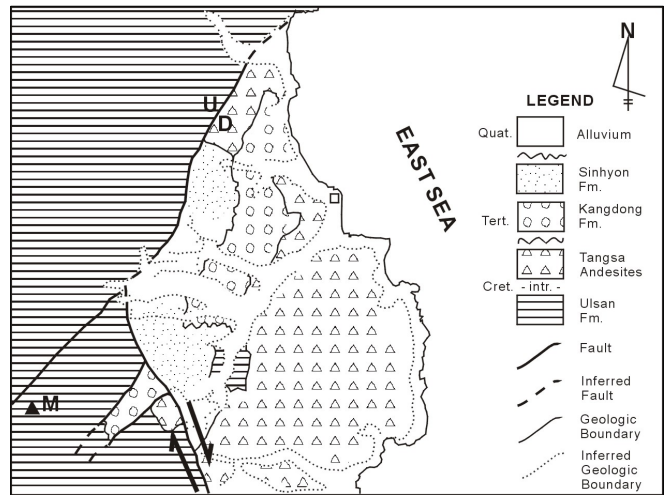 N
U
D
EAST SEA
M
LEGEND
Quat. Alluvium
Sinhyon
Fm.
Tert. Kangdong
Fm.
Tangsa
Andesites
Cret. - intr. -
Ulsan
Fm.
Fault
Inferred
Fault
Geologic
Boundary
Inferred
Geologic
Boundary